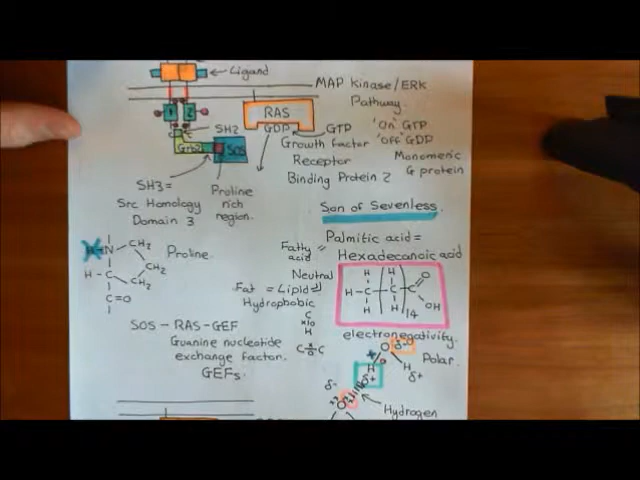 Ligand
MAP Kinase/ERK
Pathway.
1 2
RAS
GDP
GTP
'On' GTP
'Off' GDP
SH2
Grb2
SOS
Growth factor
Receptor
Binding Protein 2
Monomeric
G protein
SH3 =
Src Homology
Domain 3
Proline
rich
region.
Son of Sevenless.
Palmitic acid =
Hexadecanoic acid
Fatty =
acid
Neutral
Fat = Lipid
Hydrophobic
H-N
CH2
CH2
CH2
H - C
C=O
Proline.
H H
H-C C C O
H H OH
14
SOS - RAS-GEF
Guanine nucleotide
exchange factor.
GEFs.
C
H
C C
electronegativity.
O δ-
H H
δ+ δ+
Polar.
δ-
O
Hydrogen